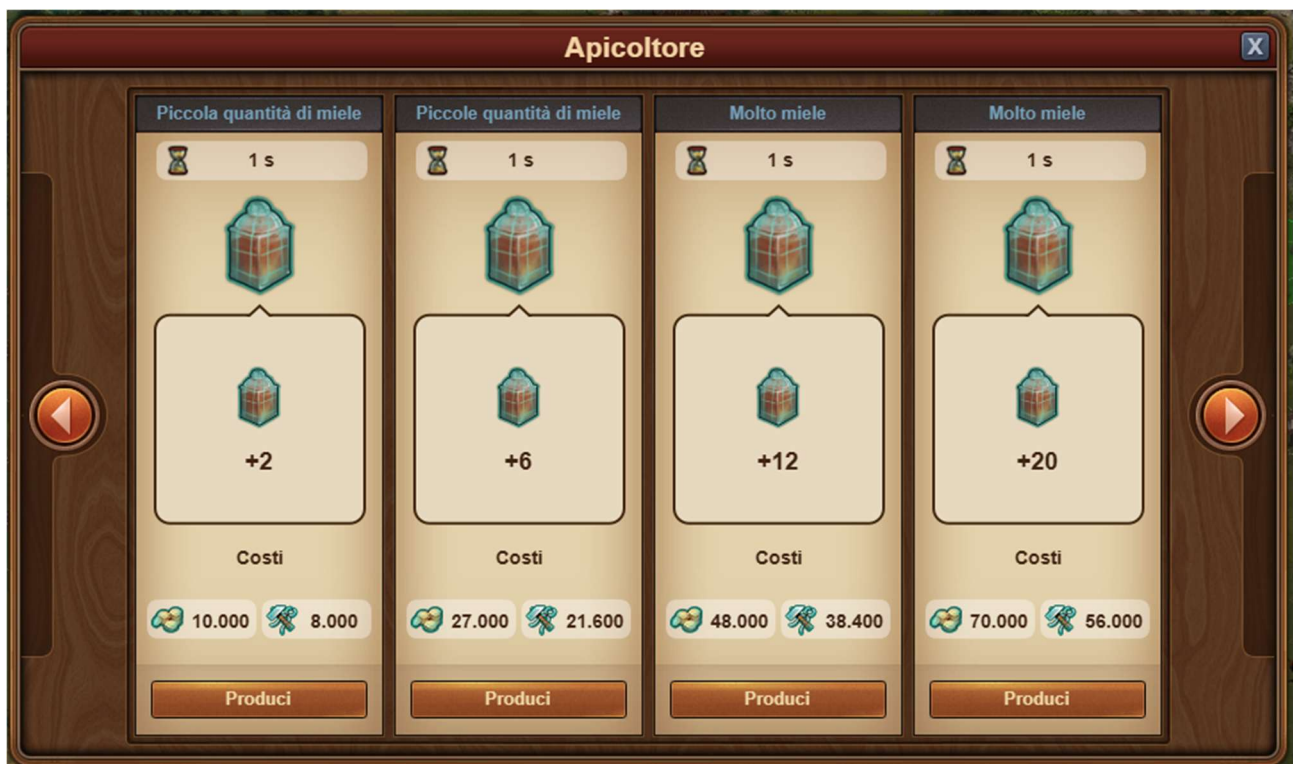 Apicoltore
X
Piccola quantità di miele
1 s
+2
Costi
10.000 8.000
Produci
Piccole quantità di miele
1 s
+6
Costi
27.000 21.600
Produci
Molto miele
1 s
+12
Costi
48.000 38.400
Produci
Molto miele
1 s
+20
Costi
70.000 56.000
Produci